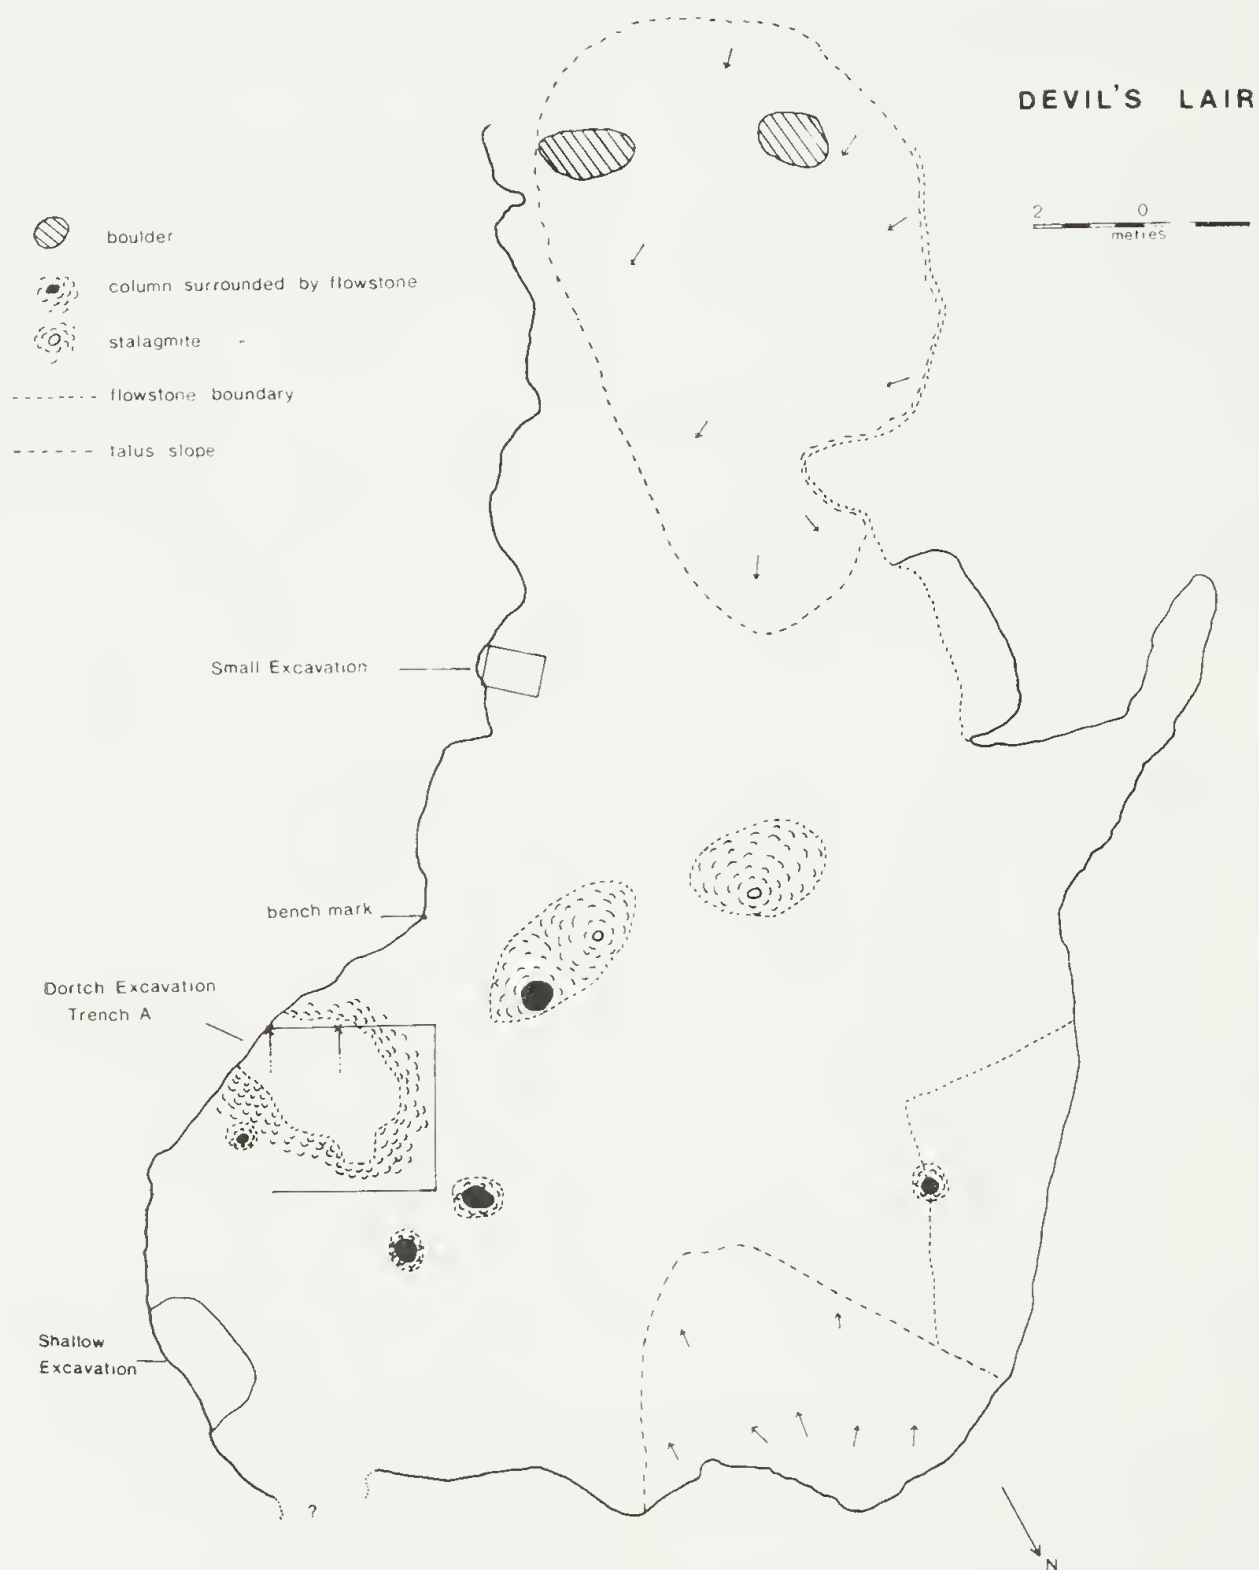 DEVIL'S LAIR
2 0
metres
boulder
column surrounded by flowstone
stalagmite
flowstone boundary
talus slope
Small Excavation
bench mark
Dortch Excavation
Trench A
Shallow
Excavation
?
N